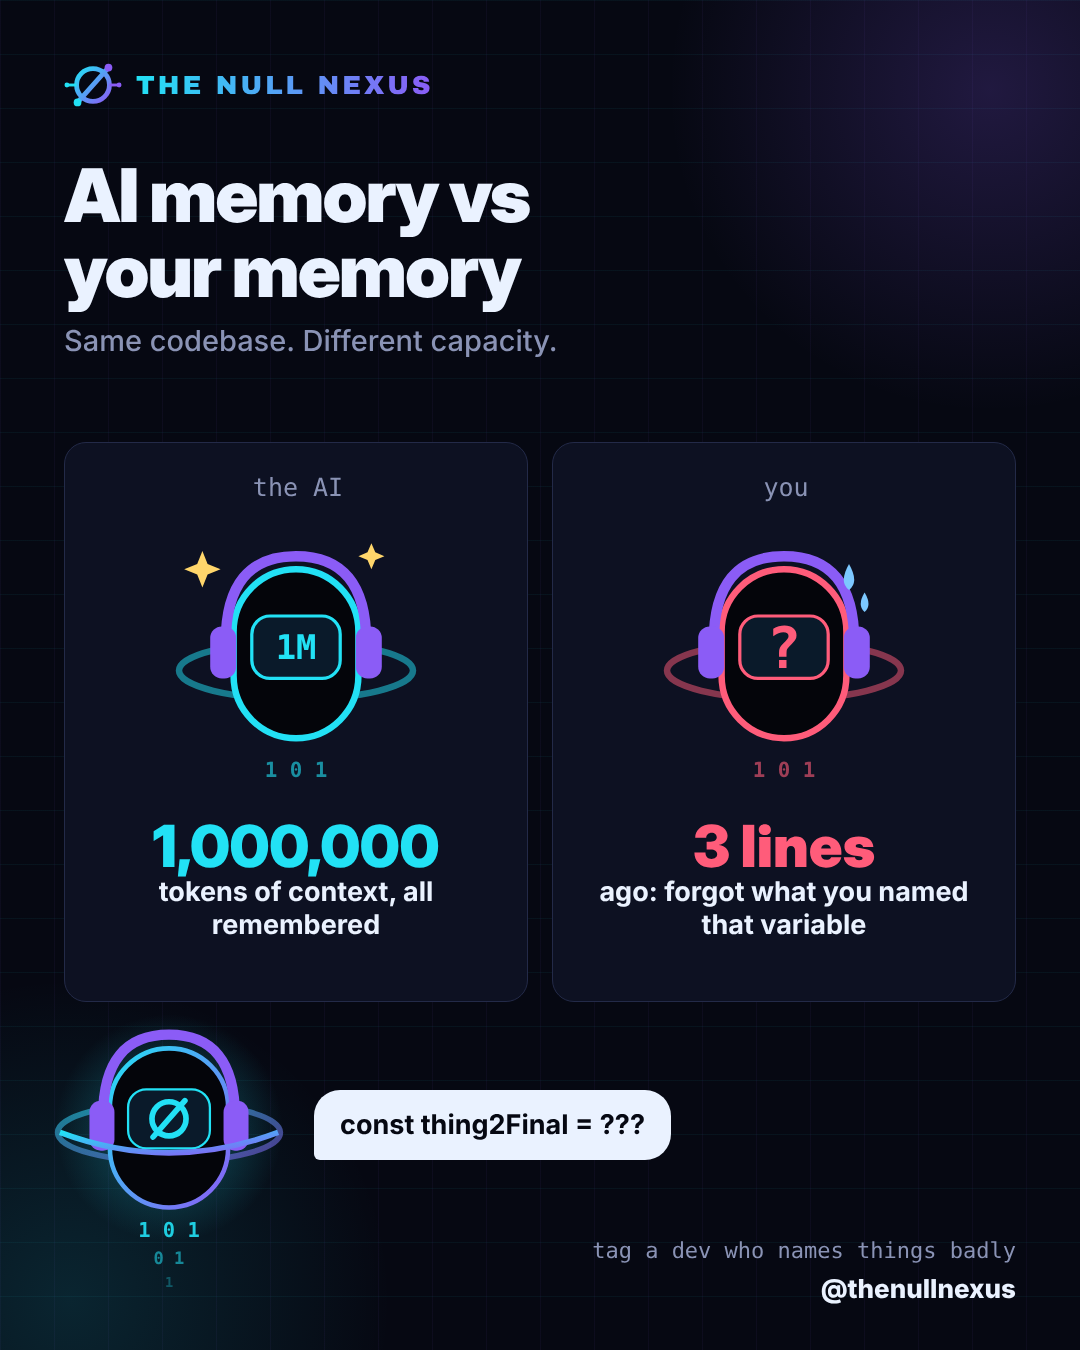 THE NULL NEXUS
AI memory vs
your memory
Same codebase. Different capacity.
the AI
1M
1 0 1
1,000,000
tokens of context, all
remembered
you
?
1 0 1
3 lines
ago: forgot what you named
that variable
Ø
const thing2Final = ???
1 0 1
0 1
1
tag a dev who names things badly
@thenullnexus